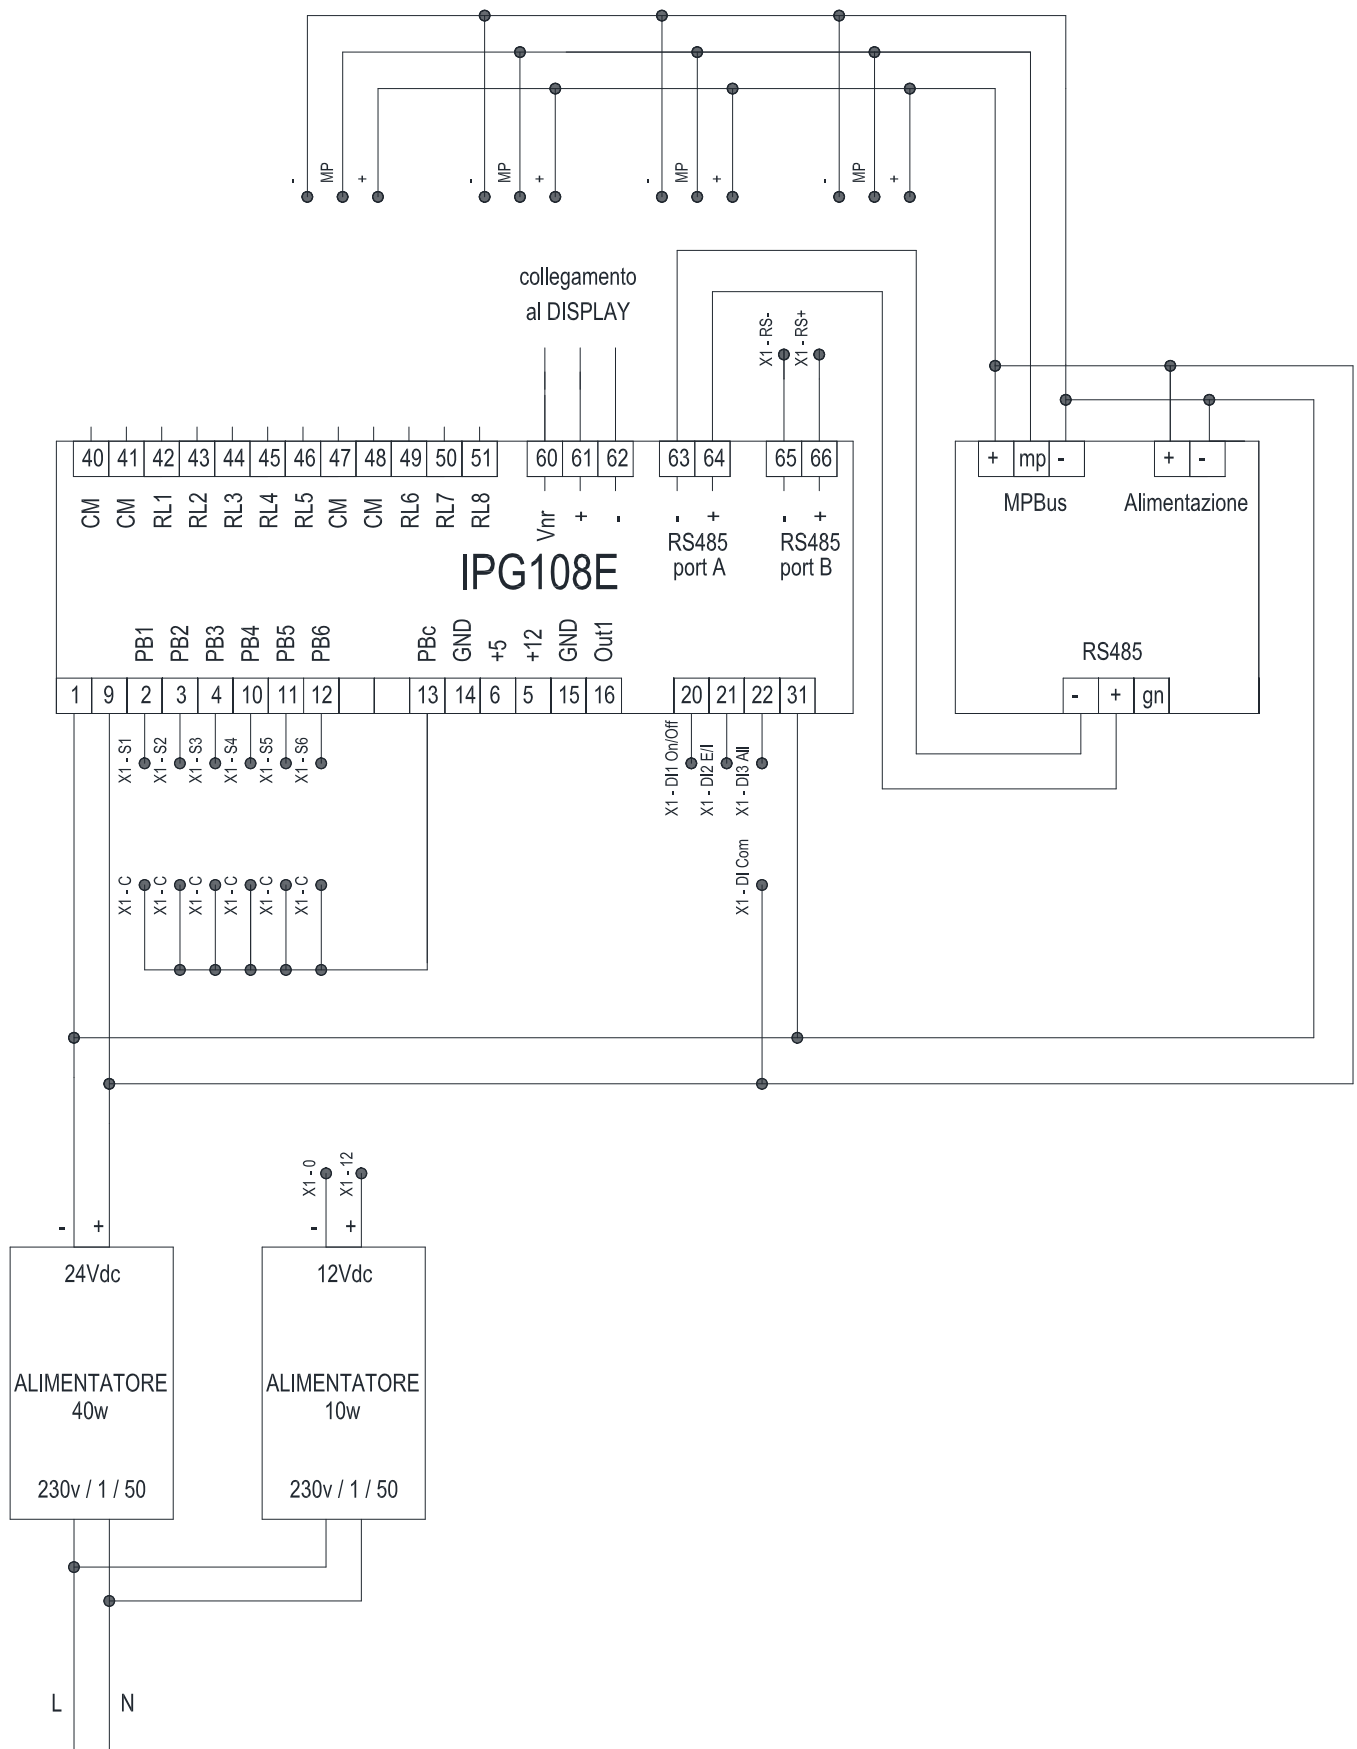 - MP + - MP + - MP + - MP +
collegamento
al DISPLAY
X1 - RS- X1 - RS+
40 41 42 43 44 45 46 47 48 49 50 51 60 61 62 63 64 65 66
CM CM RL1 RL2 RL3 RL4 RL5 CM CM RL6 RL7 RL8 Vnr + - - + - +
RS485 RS485
port A port B
+ mp - + -
MPBus Alimentazione
IPG108E
PB1 PB2 PB3 PB4 PB5 PB6 PBc GND +5 +12 GND Out1
RS485
1 9 2 3 4 10 11 12 13 14 6 5 15 16 20 21 22 31
- + gn
X1 - S1 X1 - S2 X1 - S3 X1 - S4 X1 - S5 X1 - S6
X1 - DI1 On/Off X1 - DI2 E/I X1 - DI3 All
X1 - C X1 - C X1 - C X1 - C X1 - C X1 - C
X1 - DI Com
X1 - 0 X1 - 12
- + - +
24Vdc 12Vdc
ALIMENTATORE ALIMENTATORE
40w 10w
230v / 1 / 50 230v / 1 / 50
L N